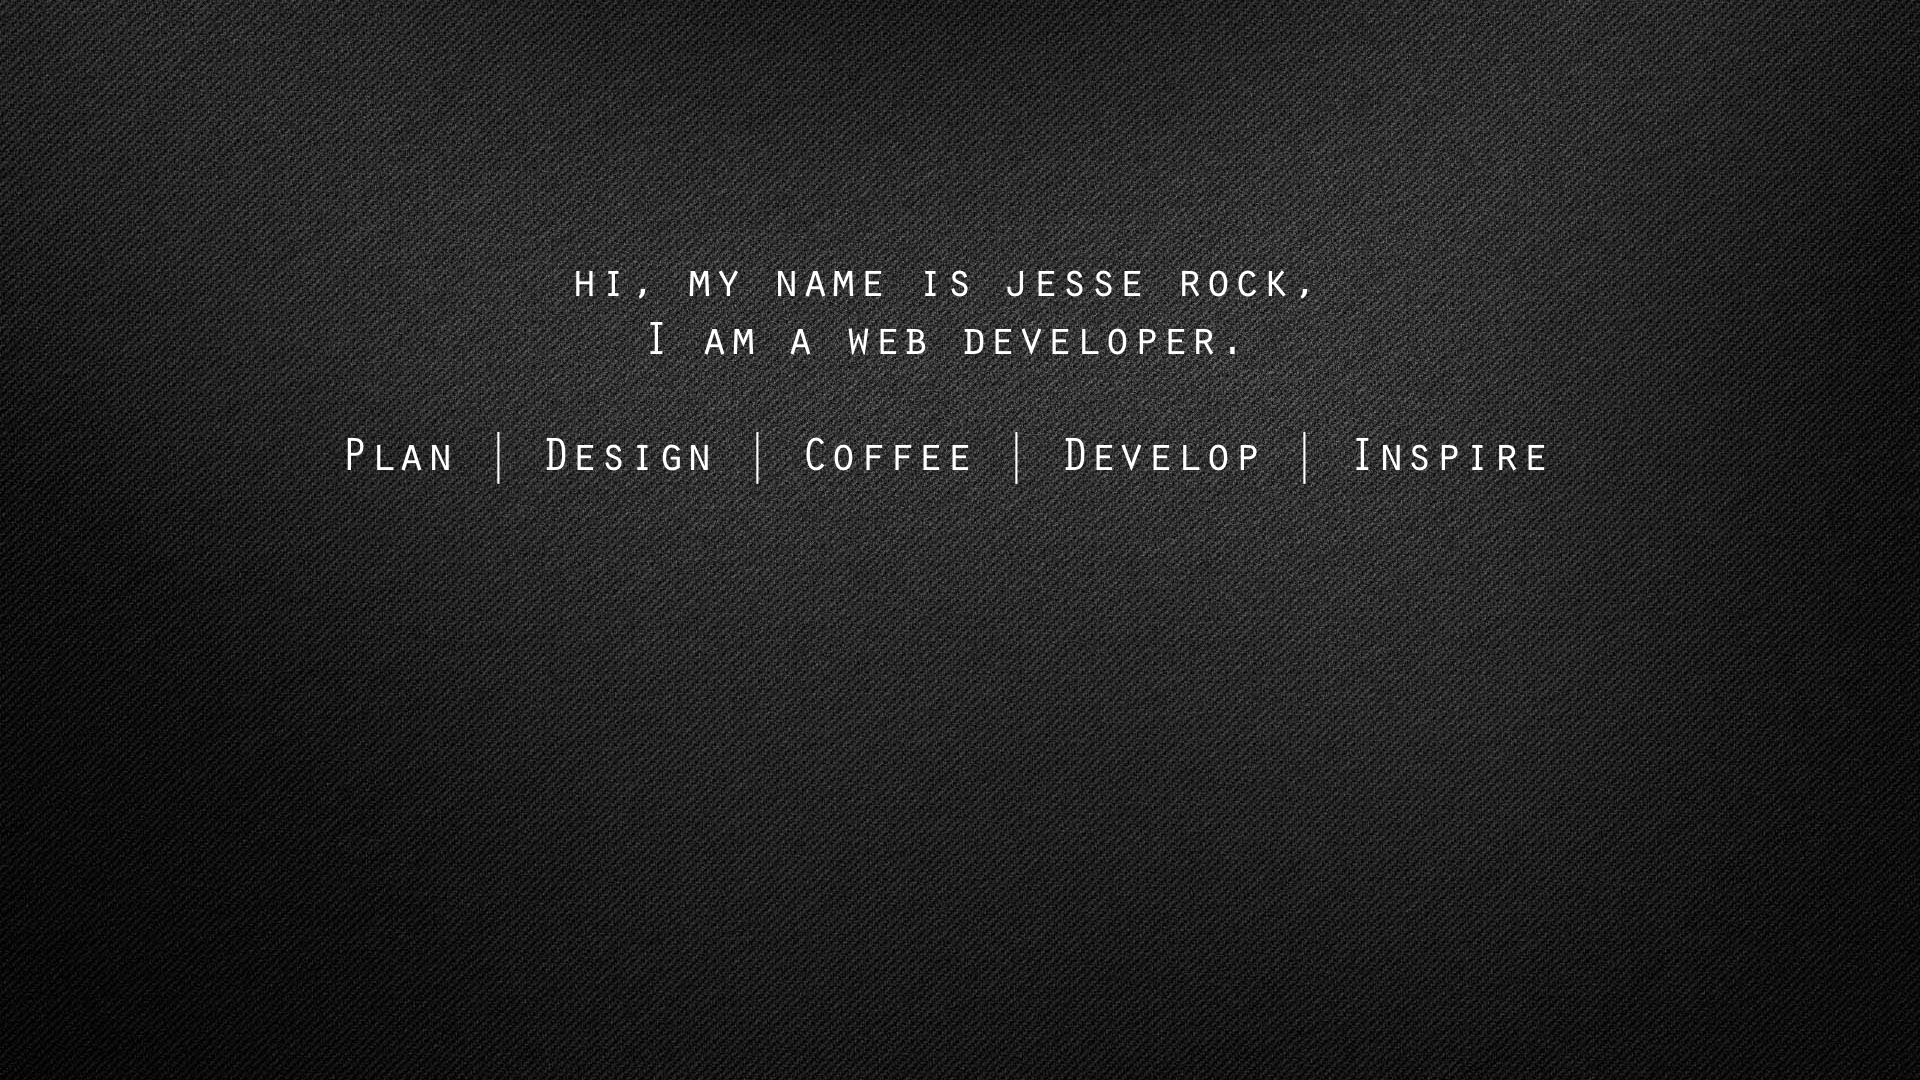 hi, my name is jesse rock,
I am a web developer.
Plan | Design | Coffee | Develop | Inspire